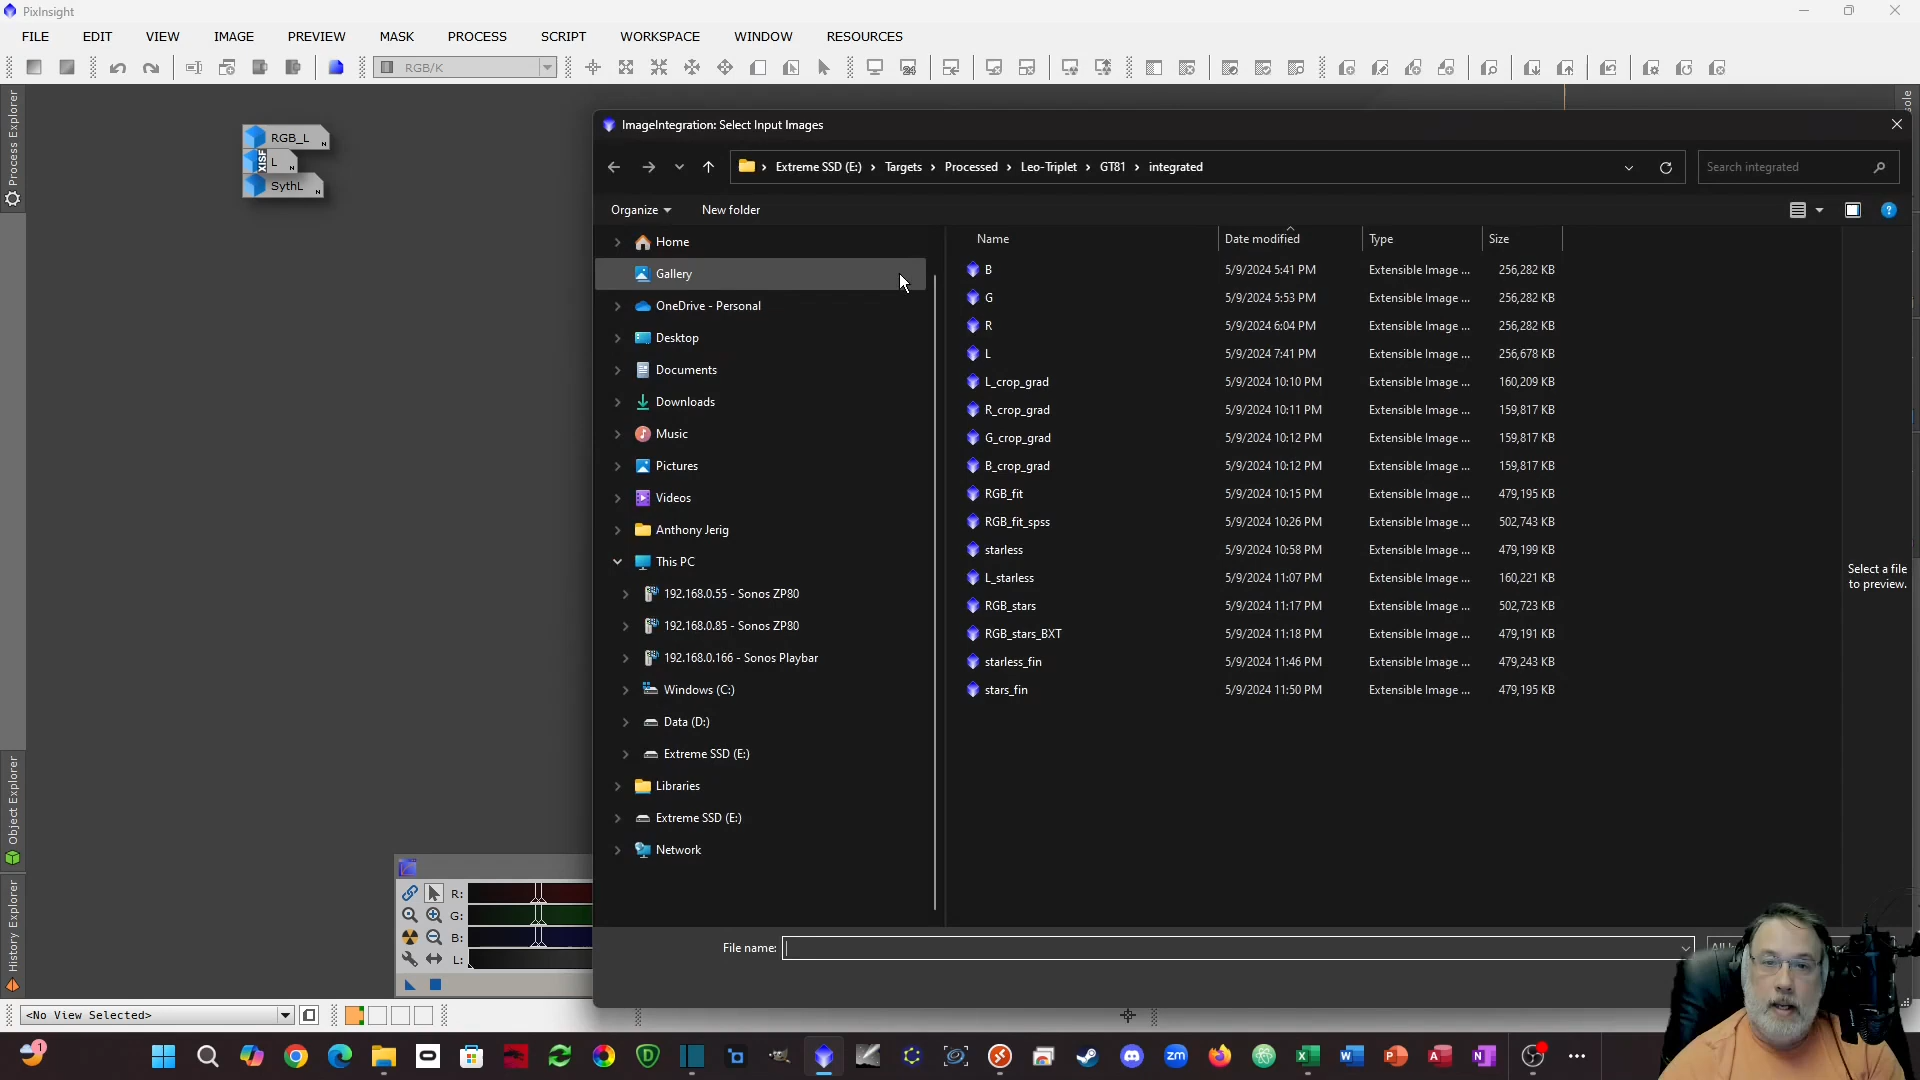 PixInsight
FILE EDIT VIEW IMAGE PREVIEW MASK PROCESS SCRIPT WORKSPACE WINDOW RESOURCES
RGB/K
24
Process Explorer
RGB_L N
XISF L N
SythL N
ImageIntegration: Select Input Images
Extreme SSD (E:) Targets Processed Leo-Triplet GT81 integrated
Search integrated
Organize New folder
Home
Gallery
OneDrive - Personal
Desktop
Documents
Downloads
Music
Pictures
Videos
Anthony Jerig
This PC
192.168.0.55 - Sonos ZP80
192.168.0.85 - Sonos ZP80
192.168.0.166 - Sonos Playbar
Windows (C:)
Data (D:)
Extreme SSD (E:)
Libraries
Extreme SSD (E:)
Network
Name Date modified Type Size
B 5/9/2024 5:41 PM Extensible Image ... 256,282 KB
G 5/9/2024 5:53 PM Extensible Image ... 256,282 KB
R 5/9/2024 6:04 PM Extensible Image ... 256,282 KB
L 5/9/2024 7:41 PM Extensible Image ... 256,678 KB
L_crop_grad 5/9/2024 10:10 PM Extensible Image ... 160,209 KB
R_crop_grad 5/9/2024 10:11 PM Extensible Image ... 159,817 KB
G_crop_grad 5/9/2024 10:12 PM Extensible Image ... 159,817 KB
B_crop_grad 5/9/2024 10:12 PM Extensible Image ... 159,817 KB
RGB_fit 5/9/2024 10:15 PM Extensible Image ... 479,195 KB
RGB_fit_spss 5/9/2024 10:26 PM Extensible Image ... 502,743 KB
starless 5/9/2024 10:58 PM Extensible Image ... 479,199 KB
L_starless 5/9/2024 11:07 PM Extensible Image ... 160,221 KB
RGB_stars 5/9/2024 11:17 PM Extensible Image ... 502,723 KB
RGB_stars_BXT 5/9/2024 11:18 PM Extensible Image ... 479,191 KB
starless_fin 5/9/2024 11:46 PM Extensible Image ... 479,243 KB
stars_fin 5/9/2024 11:50 PM Extensible Image ... 479,195 KB
Select a file
to preview.
File name:
Object Explorer
History Explorer
R:
G:
B:
L:
<No View Selected>
1
zm